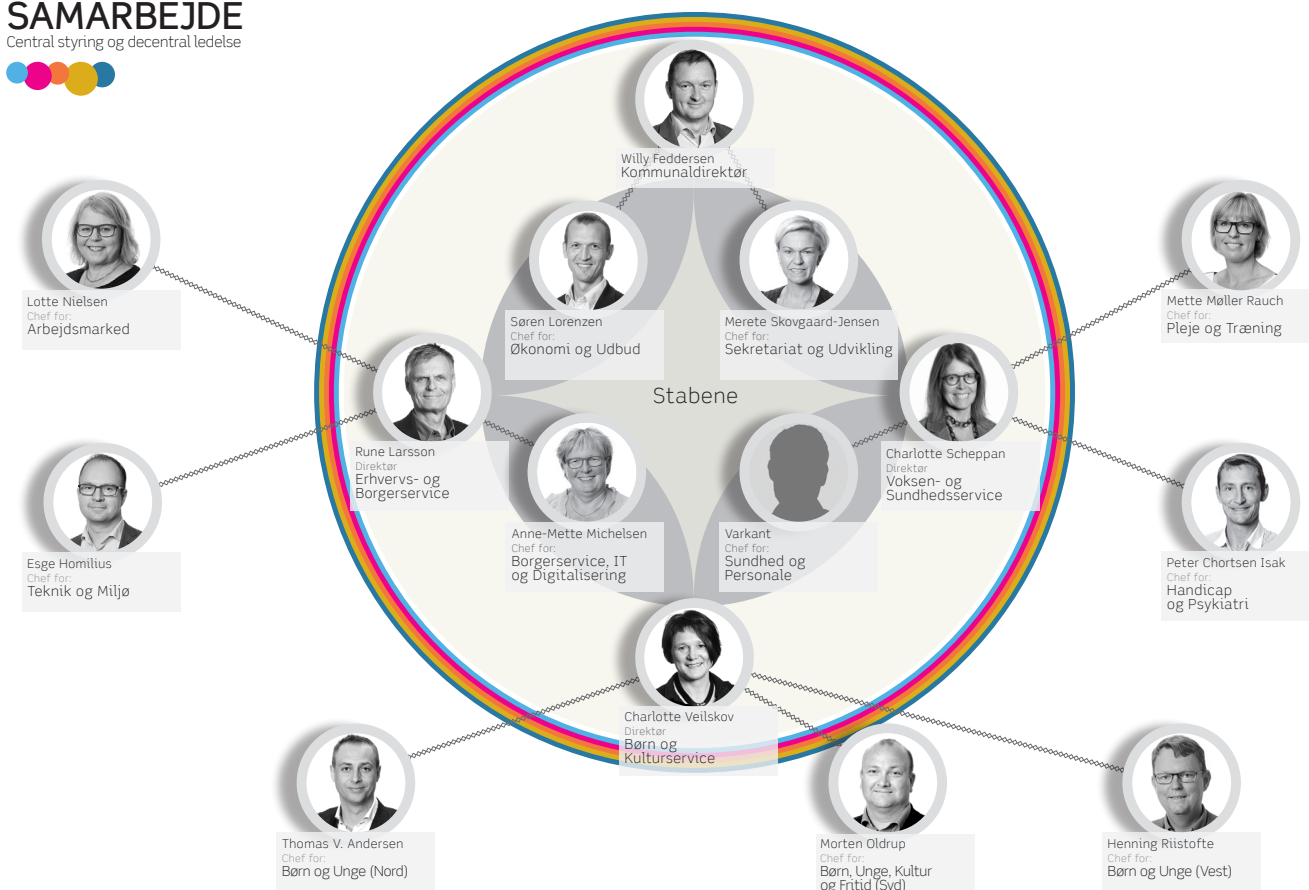 SAMARBEJDE
Central styring og decentral ledelse
Willy Feddersen
Kommunaldirektør
Lotte Nielsen
Chef for:
Arbejdsmarked
Søren Lorenzen
Chef for:
Økonomi og Udbud
Merete Skovgaard-Jensen
Chef for:
Sekretariat og Udvikling
Mette Møller Rauch
Chef for:
Pleje og Træning
Stabene
Rune Larsson
Direktør
Erhvervs- og
Borgerservice
Charlotte Scheppan
Direktør
Voksen- og
Sundhedsservice
Esge Homilius
Chef for:
Teknik og Miljø
Anne-Mette Michelsen
Chef for:
Borgerservice, IT
og Digitalisering
Varkant
Chef for:
Sundhed og
Personale
Peter Chortsen Isak
Chef for:
Handicap
og Psykiatri
Charlotte Veilskov
Direktør
Børn og
Kulturservice
Thomas V. Andersen
Chef for:
Børn og Unge (Nord)
Morten Oldrup
Chef for:
Børn, Unge, Kultur
og Fritid (Syd)
Henning Riistofte
Chef for:
Børn og Unge (Vest)